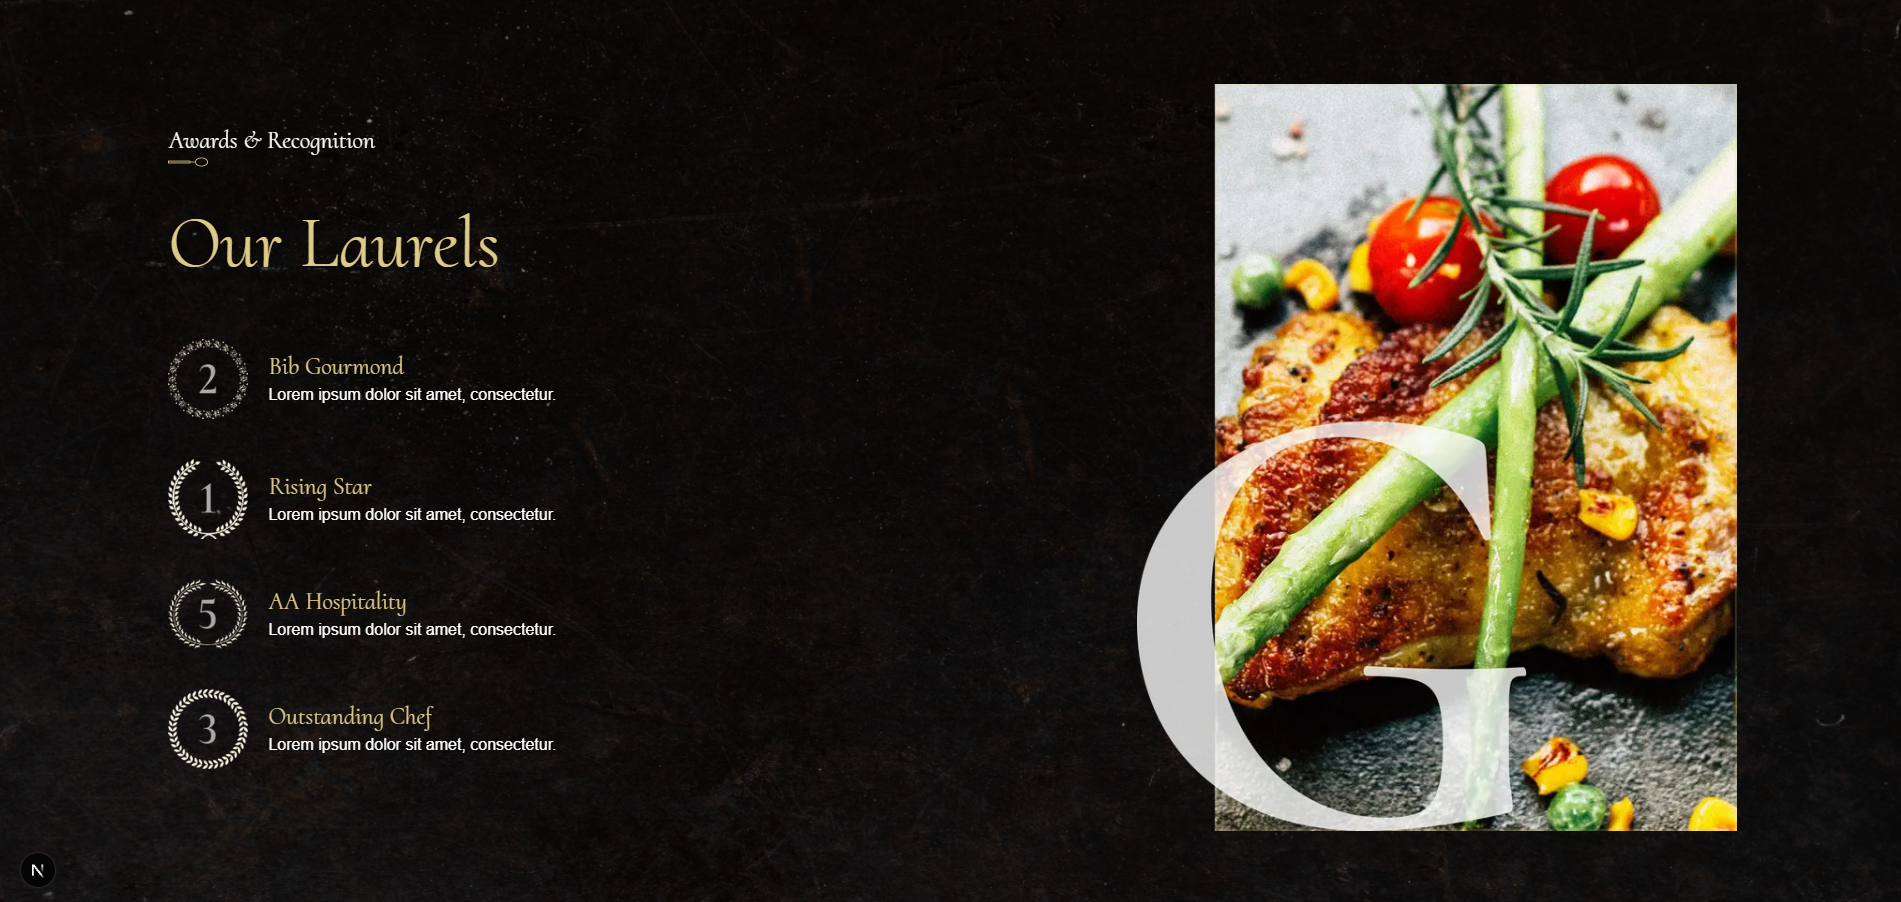 Awards & Recognition
Our Laurels
2
Bib Gourmond
Lorem ipsum dolor sit amet, consectetur.
1
Rising Star
Lorem ipsum dolor sit amet, consectetur.
5
AA Hospitality
Lorem ipsum dolor sit amet, consectetur.
3
Outstanding Chef
Lorem ipsum dolor sit amet, consectetur.
G
N